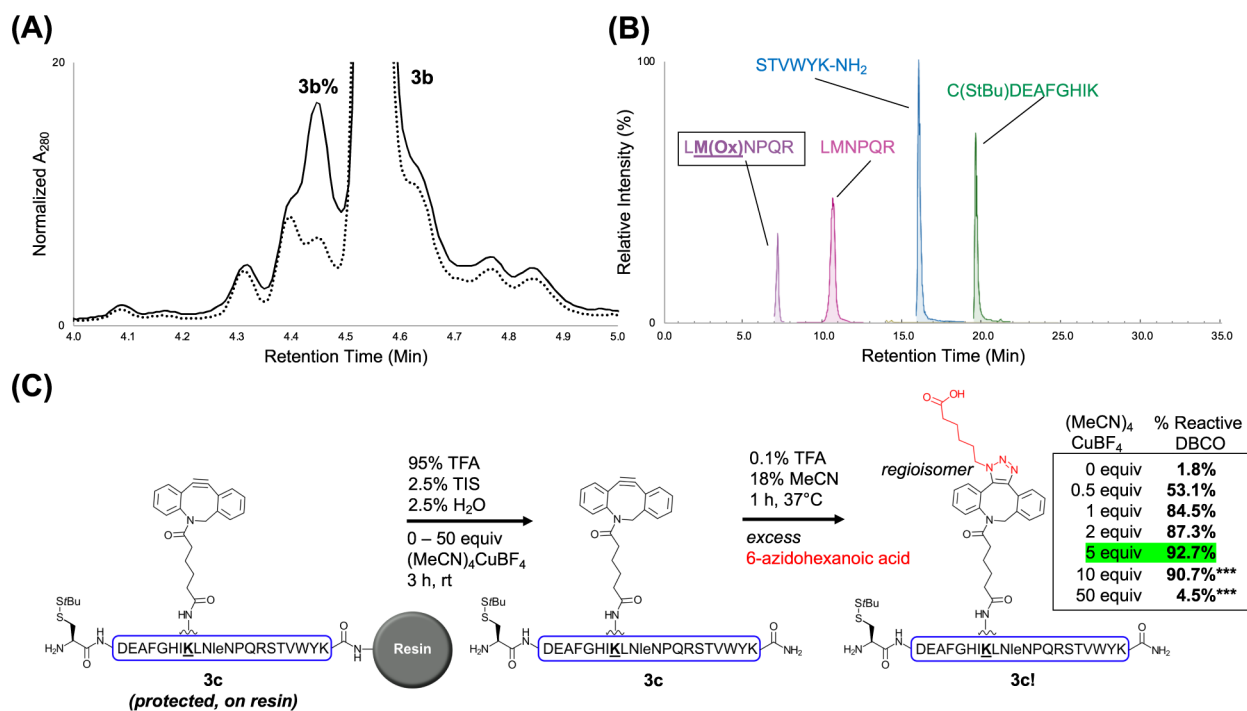 (A)
20
3b%
3b
Normalized A280
0
4.0 4.1 4.2 4.3 4.4 4.5 4.6 4.7 4.8 4.9 5.0
Retention Time (Min)
(B)
100
STVWYK-NH2
C(StBu)DEAFGHIK
LM(Ox)NPQR
LMNPQR
Relative Intensity (%)
0
0.0 5.0 10.0 15.0 20.0 25.0 30.0 35.0
Retention Time (Min)
(C)
95% TFA
2.5% TIS
2.5% H2O
0 – 50 equiv
(MeCN)4CuBF4
3 h, rt
0.1% TFA
18% MeCN
1 h, 37°C
excess
6-azidohexanoic acid
regioisomer
O OH
N N N
N
O
O
HN
StBu
S
S
H2N
O
H
N
DEAFGHIKLNleNPQRSTVWYK
O
N
H
Resin
3c
(protected, on resin)
N
O
O
HN
StBu
S
S
H2N
O
H
N
DEAFGHIKLNleNPQRSTVWYK
O
NH2
3c
N
O
O
HN
StBu
S
S
H2N
O
H
N
DEAFGHIKLNleNPQRSTVWYK
O
NH2
3c!
(MeCN)4 CuBF4 % Reactive DBCO
0 equiv 1.8%
0.5 equiv 53.1%
1 equiv 84.5%
2 equiv 87.3%
5 equiv 92.7%
10 equiv 90.7%***
50 equiv 4.5%***